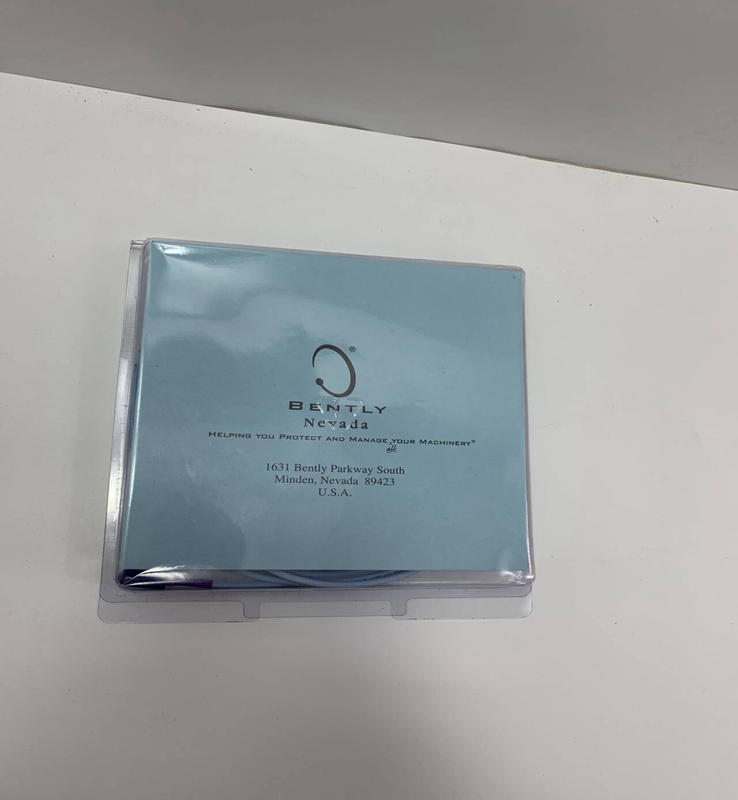 ®
BENTLY
Nevada
HELPING YOU PROTECT AND MANAGE YOUR MACHINERY®
all
1631 Bently Parkway South
Minden, Nevada 89423
U.S.A.